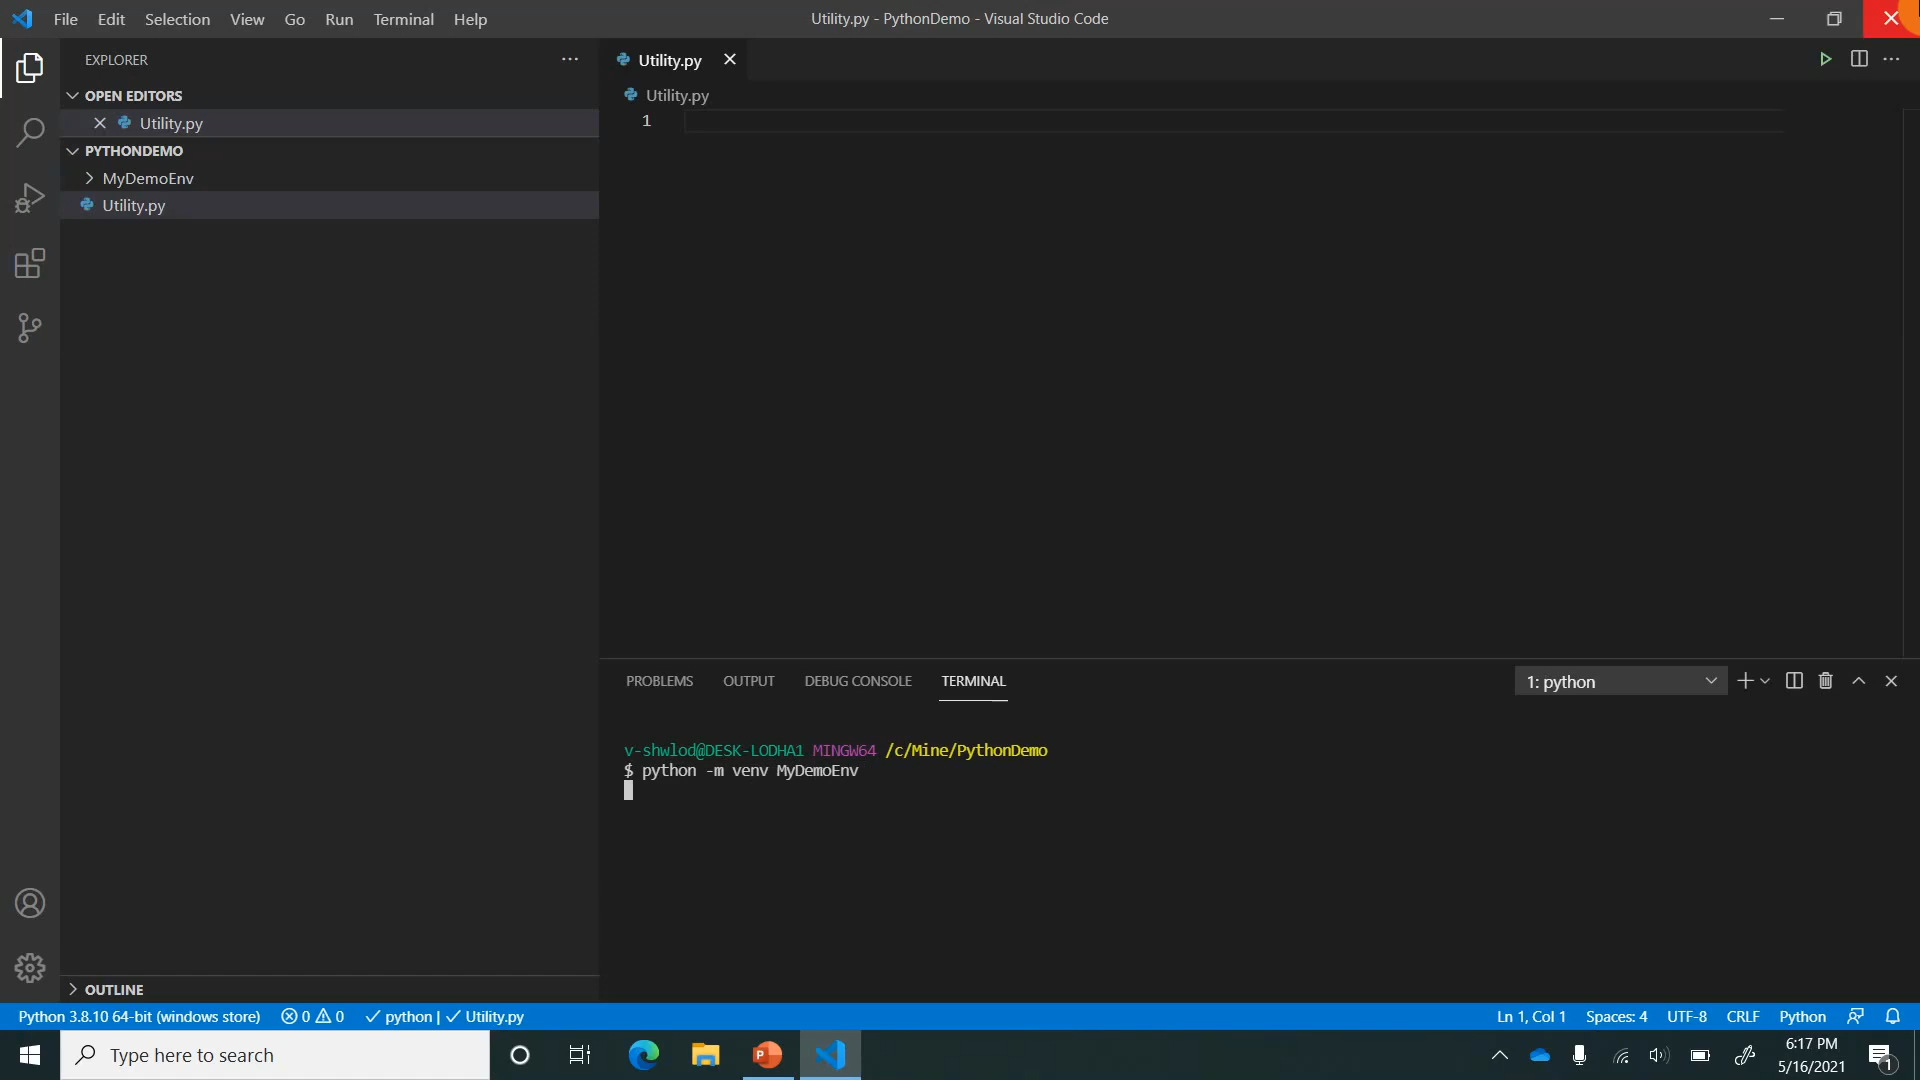 File Edit Selection View Go Run Terminal Help
Utility.py - PythonDemo - Visual Studio Code
EXPLORER
OPEN EDITORS
Utility.py
PYTHONDEMO
MyDemoEnv
Utility.py
OUTLINE
Utility.py
Utility.py
1
PROBLEMS OUTPUT DEBUG CONSOLE TERMINAL
1: python
v-shwlod@DESK-LODHA1 MINGW64 /c/Mine/PythonDemo
$ python -m venv MyDemoEnv
Python 3.8.10 64-bit (windows store) 0 0 python | Utility.py
Ln 1, Col 1 Spaces: 4 UTF-8 CRLF Python
Type here to search
P
6:17 PM
5/16/2021
1